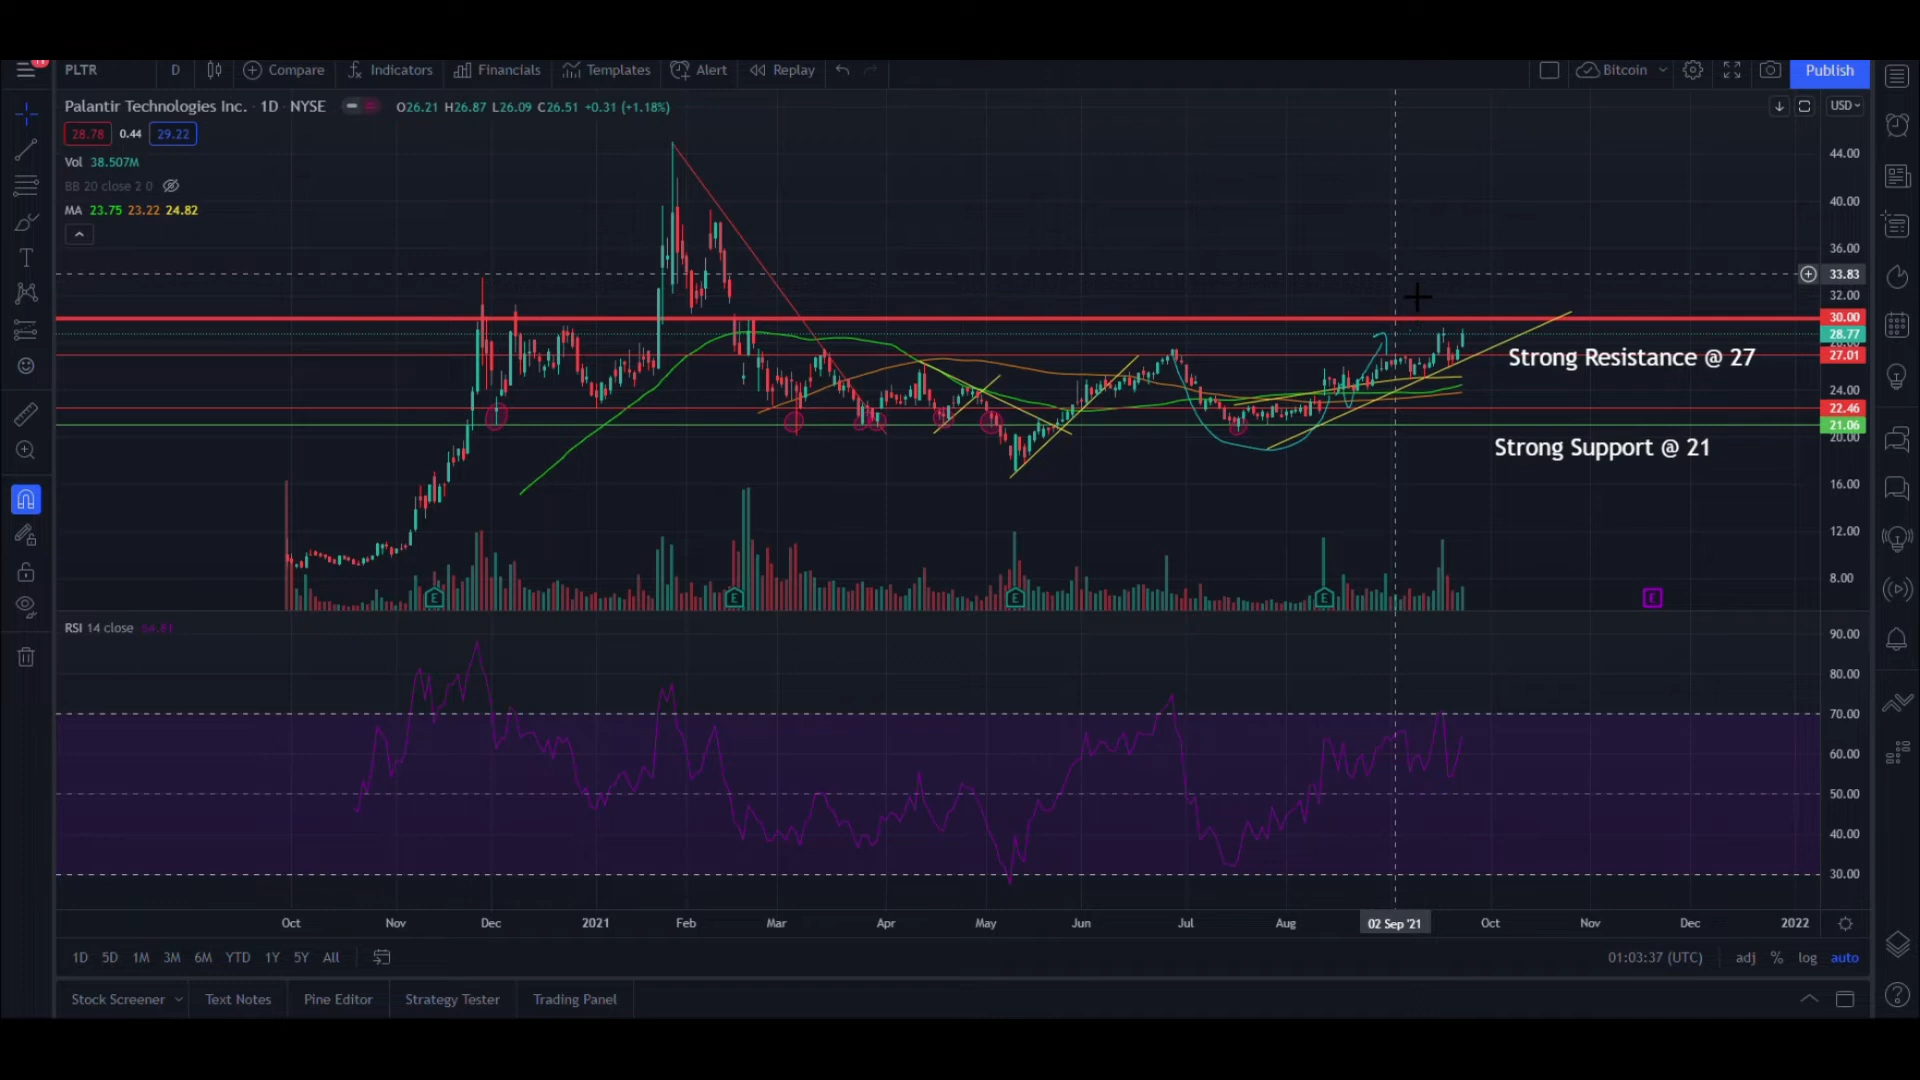 11
PLTR D Compare Indicators Financials Templates Alert Replay Bitcoin Publish
Palantir Technologies Inc. · 1D · NYSE O26.21 H26.87 L26.09 C26.51 +0.31 (+1.18%) USD
28.78 0.44 29.22
Vol 38.507M
BB 20 close 2 0
MA 23.75 23.22 24.82
44.00
40.00
36.00
33.83
32.00
30.00
28.77
27.01
24.00
22.46
21.06
20.00
16.00
12.00
8.00
Strong Resistance @ 27
Strong Support @ 21
E E E E E
RSI 14 close 64.81
90.00
80.00
70.00
60.00
50.00
40.00
30.00
Oct Nov Dec 2021 Feb Mar Apr May Jun Jul Aug 02 Sep '21 Oct Nov Dec 2022
1D 5D 1M 3M 6M YTD 1Y 5Y All 01:03:37 (UTC) adj % log auto
Stock Screener Text Notes Pine Editor Strategy Tester Trading Panel